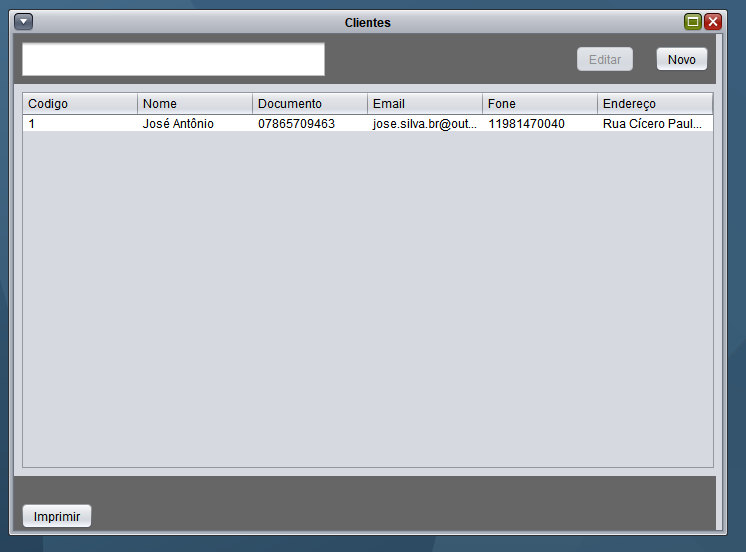 Clientes
Editar Novo
Codigo Nome Documento Email Fone Endereço
1 José Antônio 07865709463 jose.silva.br@out... 11981470040 Rua Cícero Paul...
Imprimir